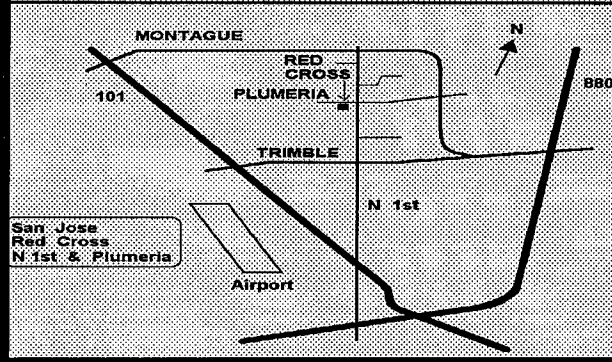 MONTAGUE
N
RED
CROSS
880
101
PLUMERIA
TRIMBLE
N 1st
San Jose
Red Cross
N 1st & Plumeria
Airport